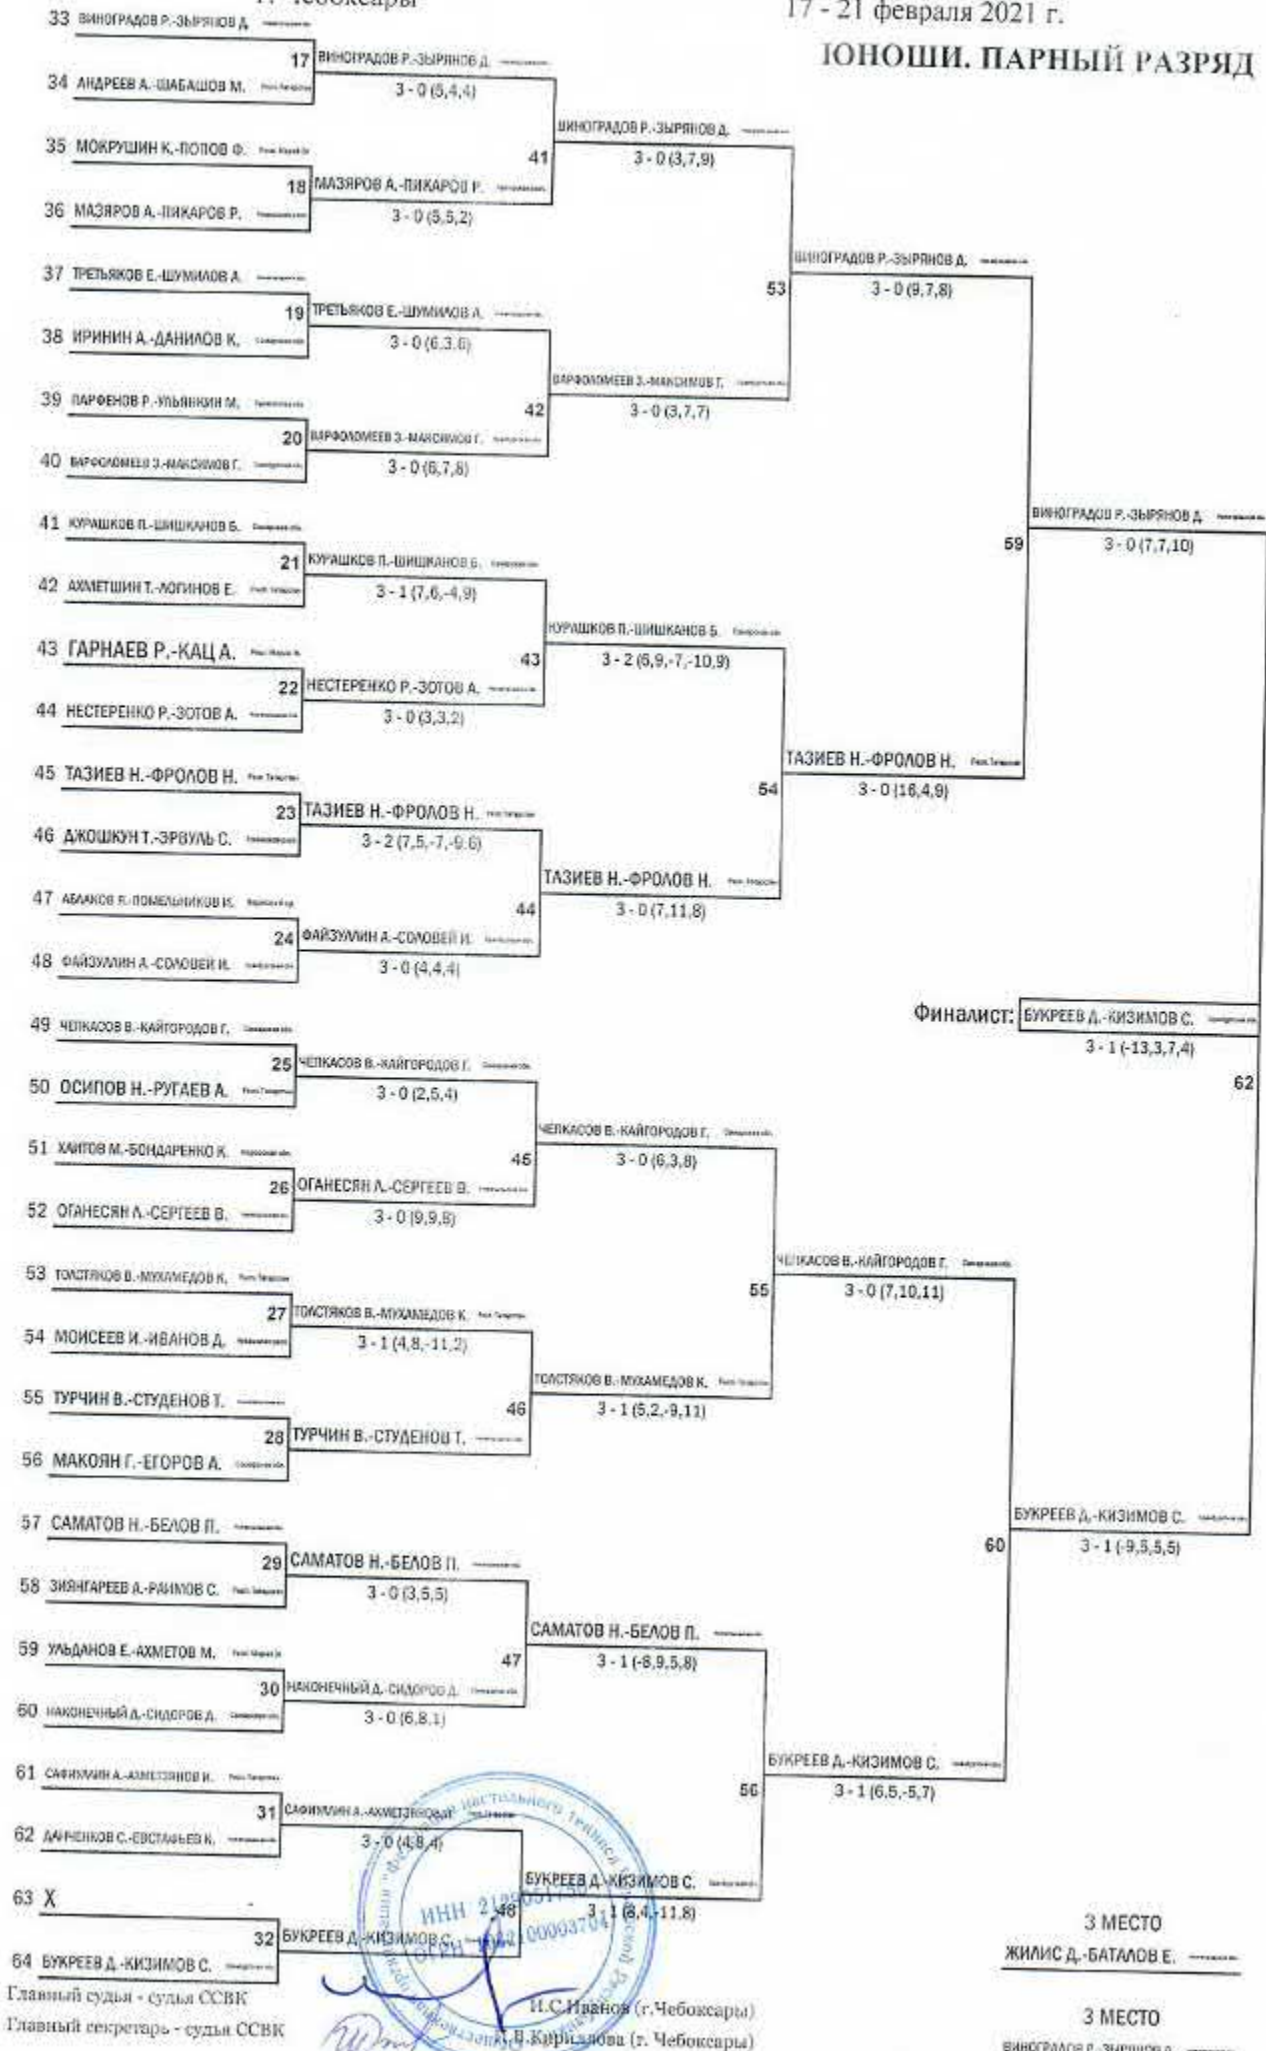 г. Чебоксары
17 - 21 февраля 2021 г.
ЮНОШИ. ПАРНЫЙ РАЗРЯД
33 ВИНОГРАДОВ Р.-ЗЫРЯНОВ Д.
17 ВИНОГРАДОВ Р.-ЗЫРЯНОВ Д.
34 АНДРЕЕВ А.-ШАБАШОВ М.
3 - 0 (5,4,4)
ВИНОГРАДОВ Р.-ЗЫРЯНОВ Д.
41
3 - 0 (3,7,9)
35 МОКРУШИН К.-ПОПОВ Ф.
18 МАЗЯРОВ А.-ПИКАРОВ Р.
36 МАЗЯРОВ А.-ПИКАРОВ Р.
3 - 0 (5,5,2)
ВИНОГРАДОВ Р.-ЗЫРЯНОВ Д.
53
3 - 0 (9,7,8)
37 ТРЕТЬЯКОВ Е.-ШУМИЛОВ А.
19 ТРЕТЬЯКОВ Е.-ШУМИЛОВ А.
38 ИРИНИН А.-ДАНИЛОВ К.
3 - 0 (6,3,6)
ВАРФОЛОМЕЕВ З.-МАКСИМОВ Г.
42
3 - 0 (3,7,7)
39 ПАРФЕНОВ Р.-УЛЬЯНКИН М.
20 ВАРФОЛОМЕЕВ З.-МАКСИМОВ Г.
40 ВАРФОЛОМЕЕВ З.-МАКСИМОВ Г.
3 - 0 (6,7,8)
ВИНОГРАДОВ Р.-ЗЫРЯНОВ Д.
59
3 - 0 (7,7,10)
41 КУРАШКОВ П.-ШИШКАНОВ Б.
21 КУРАШКОВ П.-ШИШКАНОВ Б.
42 АХМЕТШИН Т.-ЛОГИНОВ Е.
3 - 1 (7,6,-4,9)
КУРАШКОВ П.-ШИШКАНОВ Б.
43
3 - 2 (6,9,-7,-10,9)
43 ГАРНАЕВ Р.-КАЦ А.
22 НЕСТЕРЕНКО Р.-ЗОТОВ А.
44 НЕСТЕРЕНКО Р.-ЗОТОВ А.
3 - 0 (3,3,2)
ТАЗИЕВ Н.-ФРОЛОВ Н.
54
3 - 0 (16,4,9)
45 ТАЗИЕВ Н.-ФРОЛОВ Н.
23 ТАЗИЕВ Н.-ФРОЛОВ Н.
46 ДЖОШКУН Т.-ЭРВУЛЬ С.
3 - 2 (7,5,-7,-9,6)
ТАЗИЕВ Н.-ФРОЛОВ Н.
44
3 - 0 (7,11,8)
47 АБЛАКОВ Я.-ПОМЕЛЬНИКОВ И.
24 ФАЙЗУЛЛИН А.-СОЛОВЕЙ И.
48 ФАЙЗУЛЛИН А.-СОЛОВЕЙ И.
3 - 0 (4,4,4)
Финалист: БУКРЕЕВ Д.-КИЗИМОВ С.
3 - 1 (-13,3,7,4)
62
49 ЧЕПКАСОВ В.-КАЙГОРОДОВ Г.
25 ЧЕПКАСОВ В.-КАЙГОРОДОВ Г.
50 ОСИПОВ Н.-РУГАЕВ А.
3 - 0 (2,5,4)
ЧЕПКАСОВ В.-КАЙГОРОДОВ Г.
45
3 - 0 (6,3,8)
51 ХАИТОВ М.-БОНДАРЕНКО К.
26 ОГАНЕСЯН Л.-СЕРГЕЕВ В.
52 ОГАНЕСЯН Л.-СЕРГЕЕВ В.
3 - 0 (9,9,8)
ЧЕПКАСОВ В.-КАЙГОРОДОВ Г.
55
3 - 0 (7,10,11)
53 ТОЛСТЯКОВ В.-МУХАМЕДОВ К.
27 ТОЛСТЯКОВ В.-МУХАМЕДОВ К.
54 МОИСЕЕВ И.-ИВАНОВ Д.
3 - 1 (4,8,-11,2)
ТОЛСТЯКОВ В.-МУХАМЕДОВ К.
46
3 - 1 (5,2,-9,11)
55 ТУРЧИН В.-СТУДЕНОВ Т.
28 ТУРЧИН В.-СТУДЕНОВ Т.
56 МАКОЯН Г.-ЕГОРОВ А.
БУКРЕЕВ Д.-КИЗИМОВ С.
60
3 - 1 (-9,5,5,5)
57 САМАТОВ Н.-БЕЛОВ П.
29 САМАТОВ Н.-БЕЛОВ П.
58 ЗИЯНГАРЕЕВ А.-РАИМОВ С.
3 - 0 (3,5,5)
САМАТОВ Н.-БЕЛОВ П.
47
3 - 1 (-8,9,5,8)
59 УЛЬДАНОВ Е.-АХМЕТОВ М.
30 НАКОНЕЧНЫЙ Д.-СИДОРОВ Д.
60 НАКОНЕЧНЫЙ Д.-СИДОРОВ Д.
3 - 0 (6,8,1)
БУКРЕЕВ Д.-КИЗИМОВ С.
56
3 - 1 (6,5,-5,7)
61 САФИУЛЛИН А.-АХМЕТЗЯНОВ И.
31 САФИУЛЛИН А.-АХМЕТЗЯНОВ И.
62 ДАНЧЕНКОВ С.-ЕВСТАФЬЕВ К.
3 - 0 (4,8,4)
БУКРЕЕВ Д.-КИЗИМОВ С.
48
3 - 1 (8,4,-11,8)
63 X
32 БУКРЕЕВ Д.-КИЗИМОВ С.
64 БУКРЕЕВ Д.-КИЗИМОВ С.
3 МЕСТО
ЖИЛИС Д.-БАТАЛОВ Е.
Главный судья - судья ССВК
И.С.Иванов (г.Чебоксары)
Главный секретарь - судья ССВК
Кириллова (г. Чебоксары)
3 МЕСТО
ВИНОГРАДОВ Р.-ЗЫРЯНОВ Д.